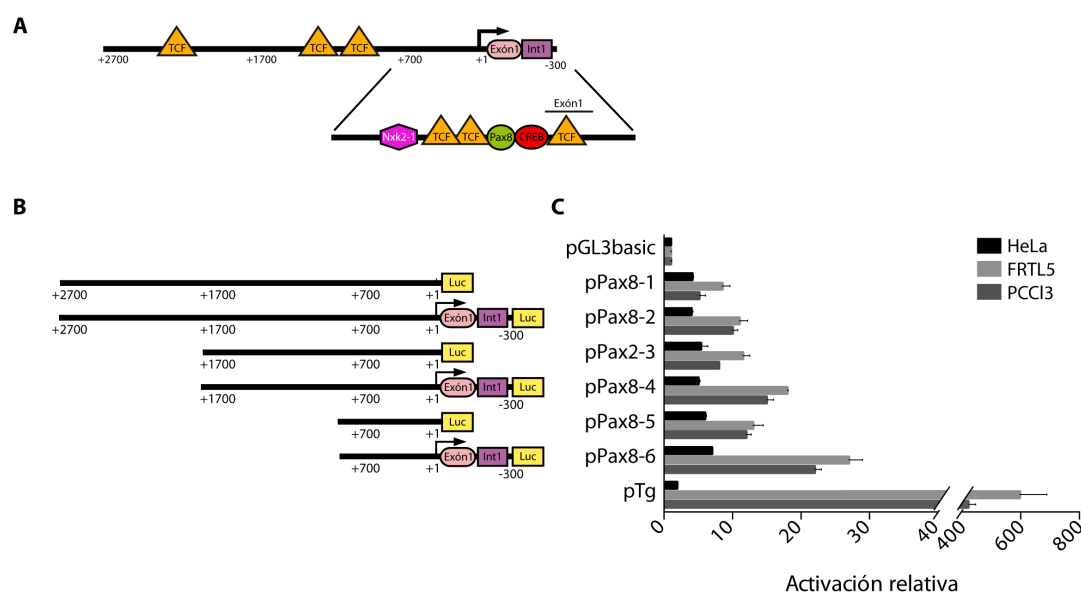 A
TCF TCF TCF Exón1 Int1
+2700 +1700 +700 +1 -300
Exón1
Nxk2-1 TCF TCF Pax8 CREB TCF
B
Luc
+2700 +1700 +700 +1
Exón1 Int1 Luc
+2700 +1700 +700 +1 -300
Luc
+1700 +700 +1
Exón1 Int1 Luc
+1700 +700 +1 -300
Luc
+700 +1
Exón1 Int1 Luc
+700 +1 -300
C
pGL3basic
pPax8-1
pPax8-2
pPax2-3
pPax8-4
pPax8-5
pPax8-6
pTg
HeLa
FRTL5
PCCl3
0 10 20 30 40 400 600 800
Activación relativa